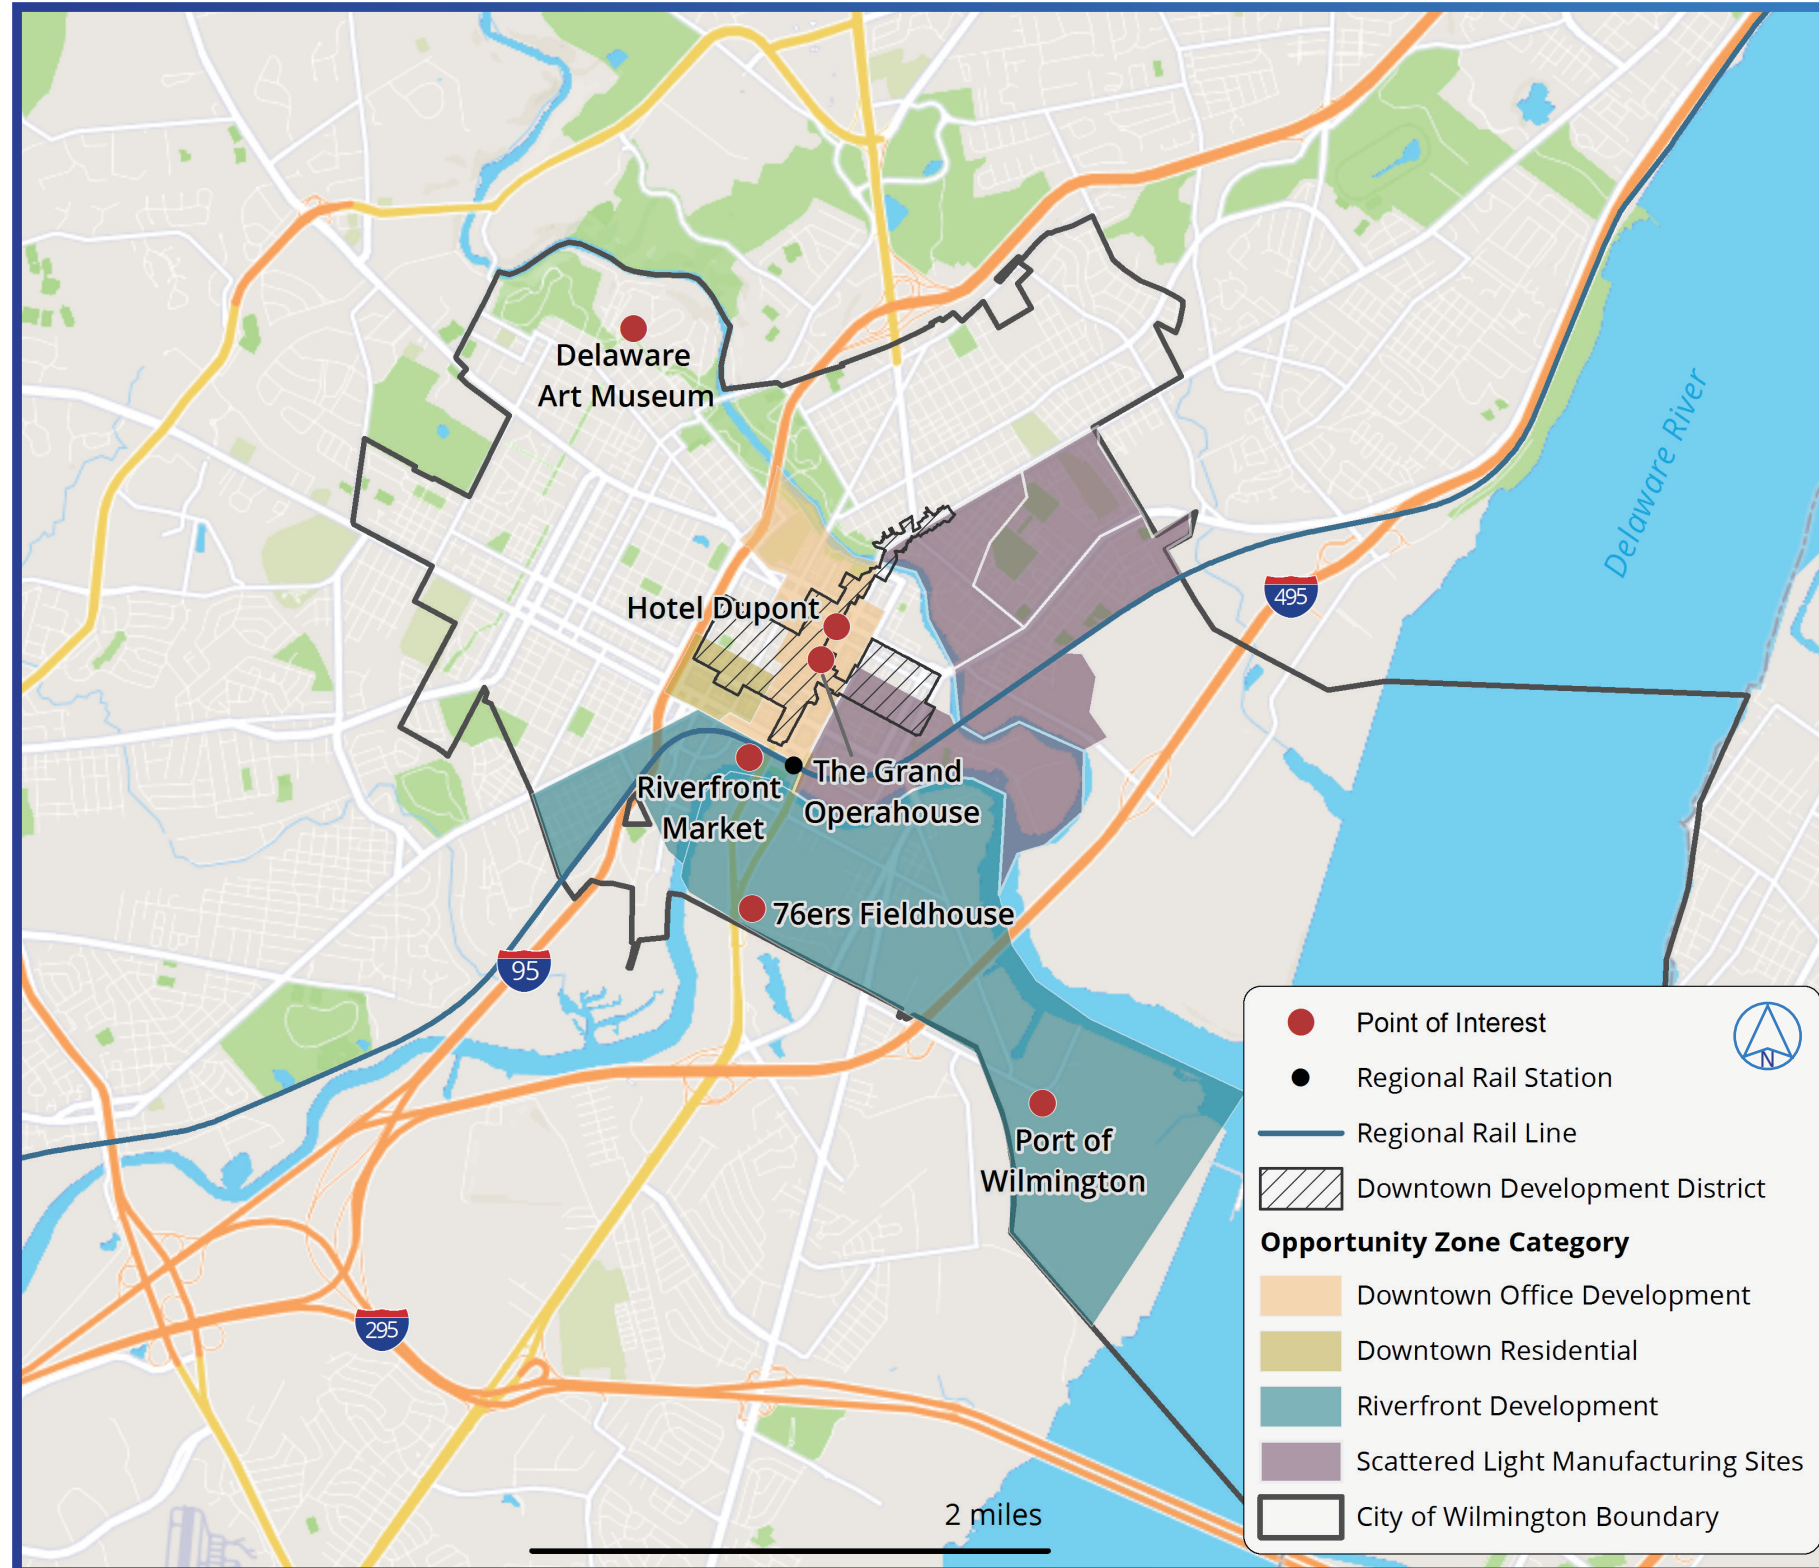 Delaware
Art Museum
Delaware River
495
Hotel Dupont
The Grand
Operahouse
Riverfront
Market
76ers Fieldhouse
95
Port of
Wilmington
295
2 miles
Point of Interest
N
Regional Rail Station
Regional Rail Line
Downtown Development District
Opportunity Zone Category
Downtown Office Development
Downtown Residential
Riverfront Development
Scattered Light Manufacturing Sites
City of Wilmington Boundary